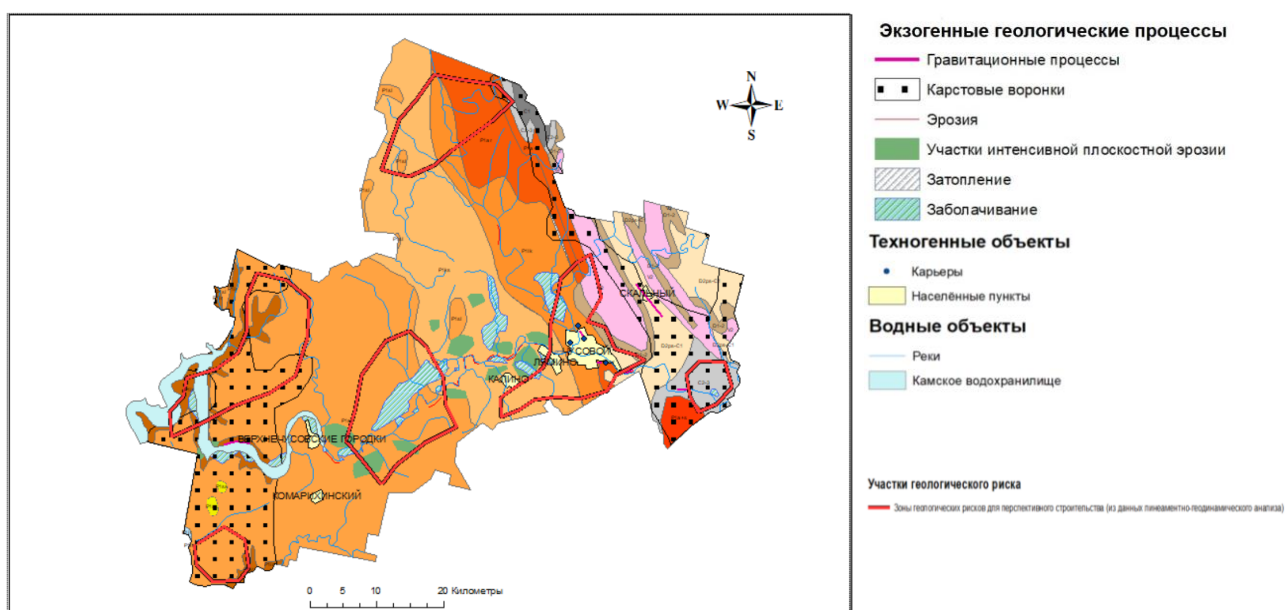 N
W E
S
СКАЛЬНЫЙ
СОВОЙ
КАЛИНО
ВЕРХНЕЧУСОВСКИЕ ГОРОДКИ
КОМАРИХИНСКИЙ
0 5 10 20 Километры
Экзогенные геологические процессы
Гравитационные процессы
Карстовые воронки
Эрозия
Участки интенсивной плоскостной эрозии
Затопление
Заболачивание
Техногенные объекты
Карьеры
Населённые пункты
Водные объекты
Реки
Камское водохранилище
Участки геологического риска
Зоны геологических рисков для перспективного строительства (из данных линеаментно-геодинамического анализа)